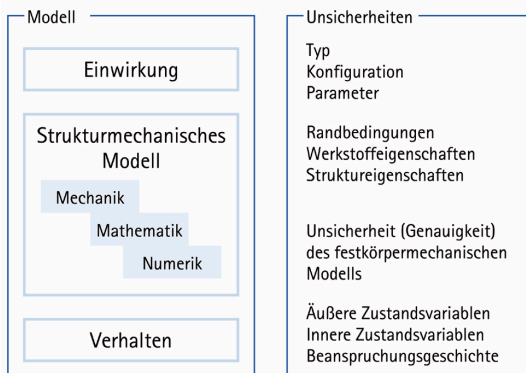 Modell
Einwirkung
Strukturmechanisches
Modell
Mechanik
Mathematik
Numerik
Verhalten
Unsicherheiten
Typ
Konfiguration
Parameter
Randbedingungen
Werkstoffeigenschaften
Struktureigenschaften
Unsicherheit (Genauigkeit)
des festkörpermechanischen
Modells
Äußere Zustandsvariablen
Innere Zustandsvariablen
Beanspruchungsgeschichte